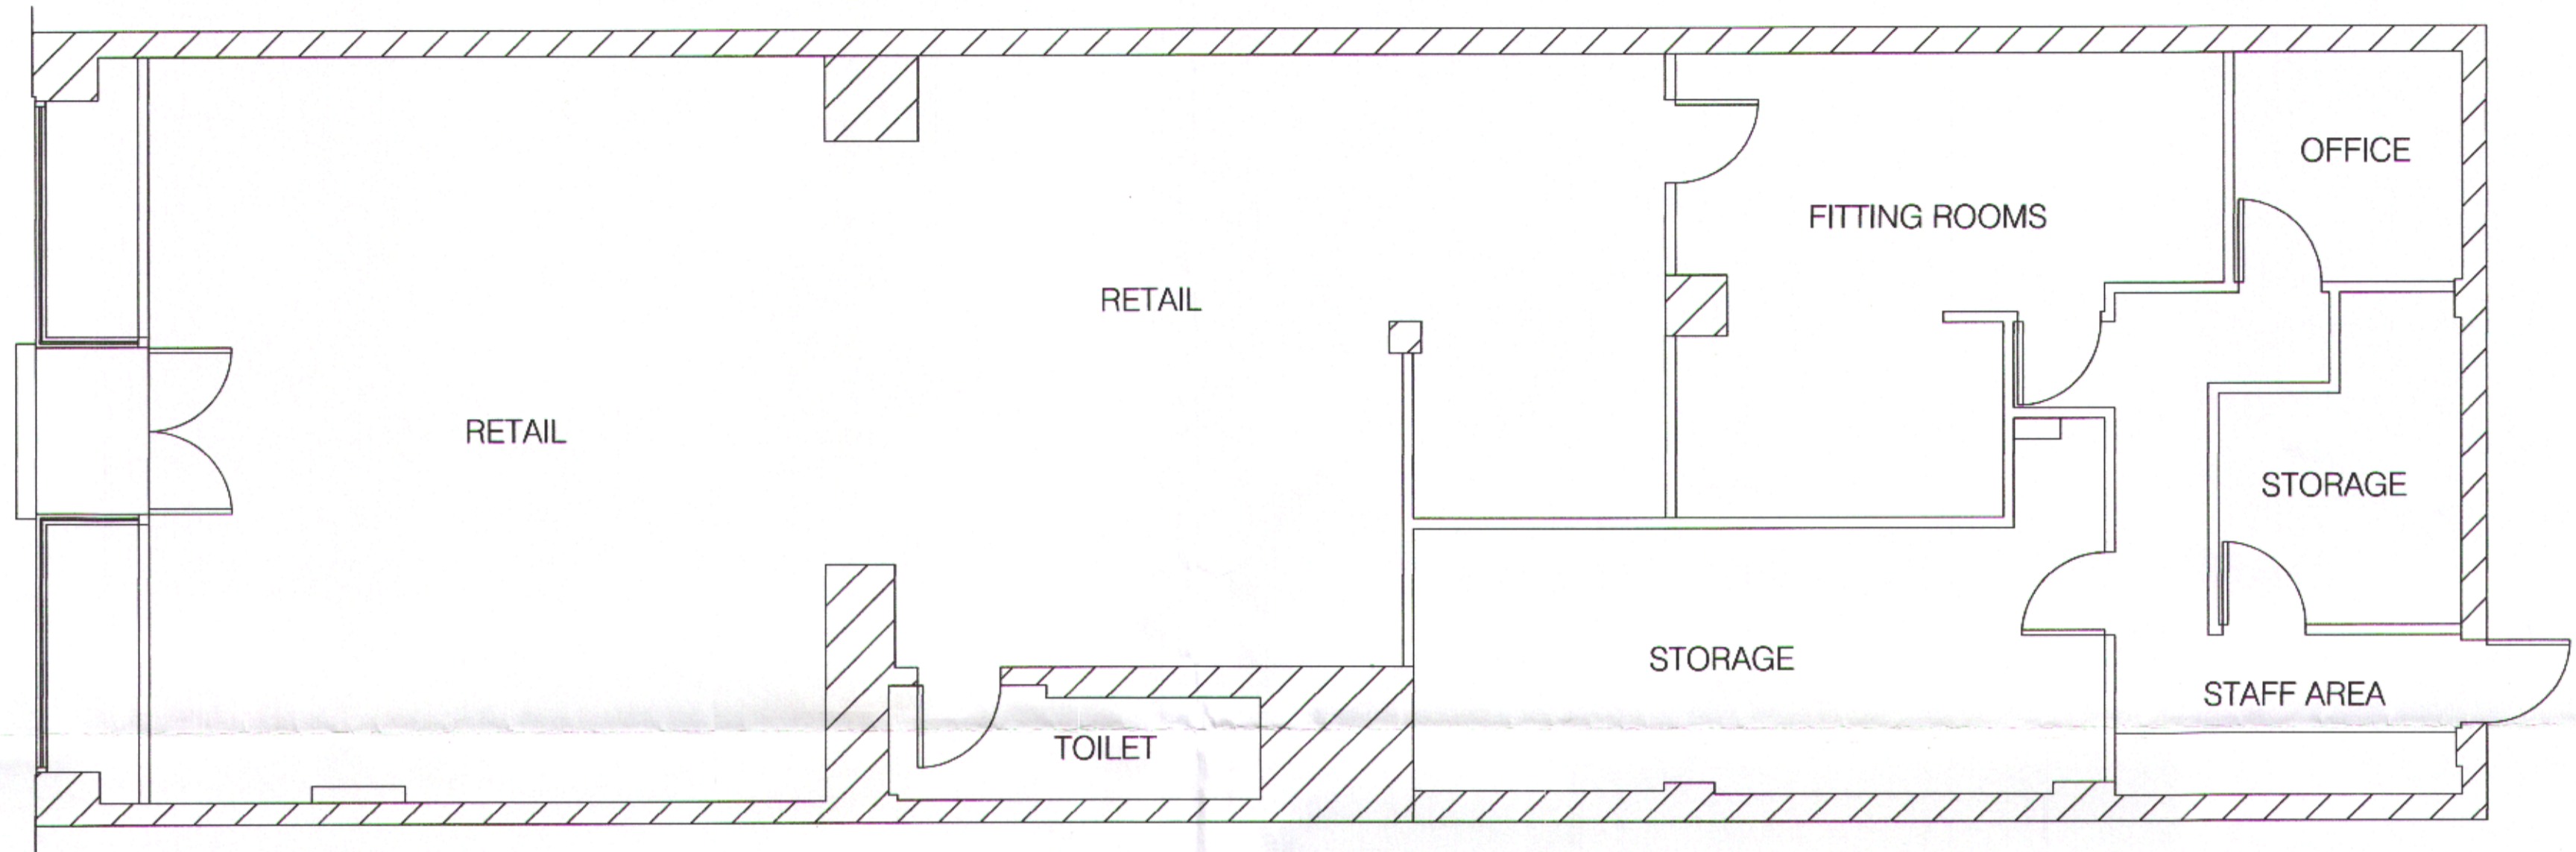 OFFICE
FITTING ROOMS
RETAIL
RETAIL
STORAGE
STORAGE
STAFF AREA
TOILET